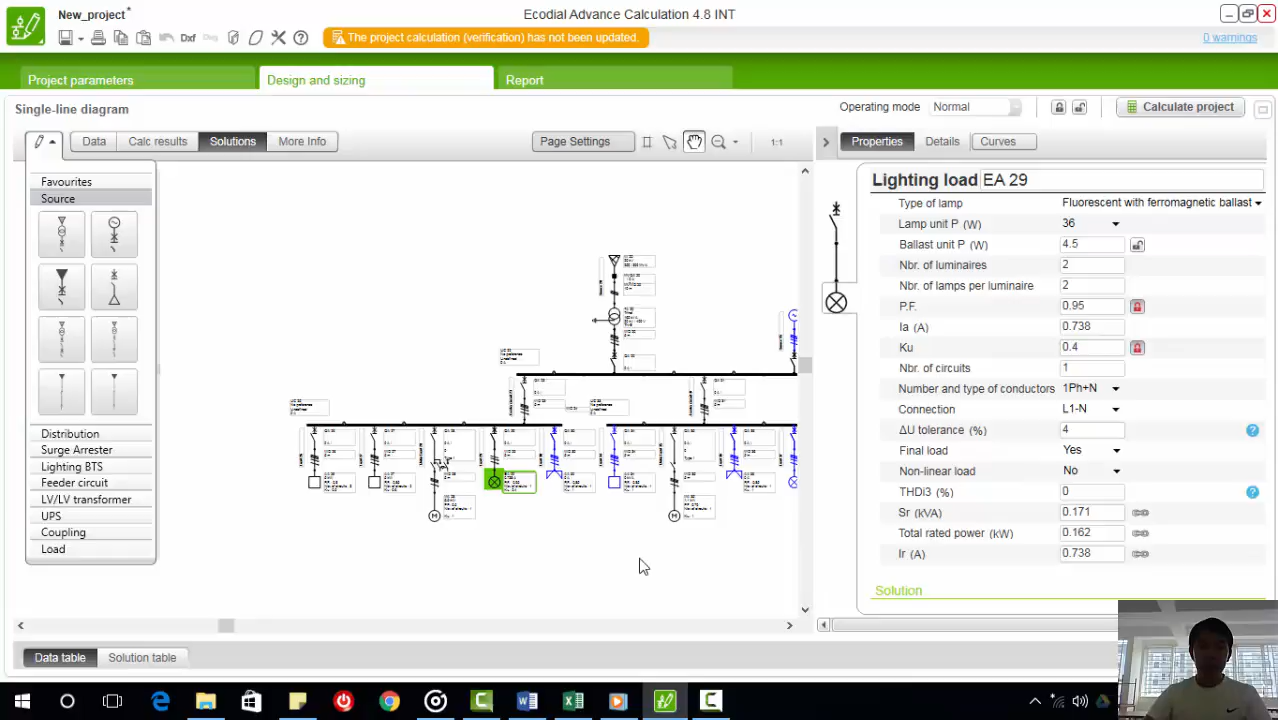 New_project*
Ecodial Advance Calculation 4.8 INT
Dxf
The project calculation (verification) has not been updated.
0 warnings
Project parameters
Design and sizing
Report
Single-line diagram
Operating mode
Normal
Calculate project
Data
Calc results
Solutions
More Info
Page Settings
1:1
Properties
Details
Curves
Favourites
Source
Distribution
Surge Arrester
Lighting BTS
Feeder circuit
LV/LV transformer
UPS
Coupling
Load
Lighting load EA 29
Type of lamp Fluorescent with ferromagnetic ballast
Lamp unit P (W) 36
Ballast unit P (W) 4.5
Nbr. of luminaires 2
Nbr. of lamps per luminaire 2
P.F. 0.95
Ia (A) 0.738
Ku 0.4
Nbr. of circuits 1
Number and type of conductors 1Ph+N
Connection L1-N
ΔU tolerance (%) 4
Final load Yes
Non-linear load No
THDi3 (%) 0
Sr (kVA) 0.171
Total rated power (kW) 0.162
Ir (A) 0.738
Solution
Data table
Solution table